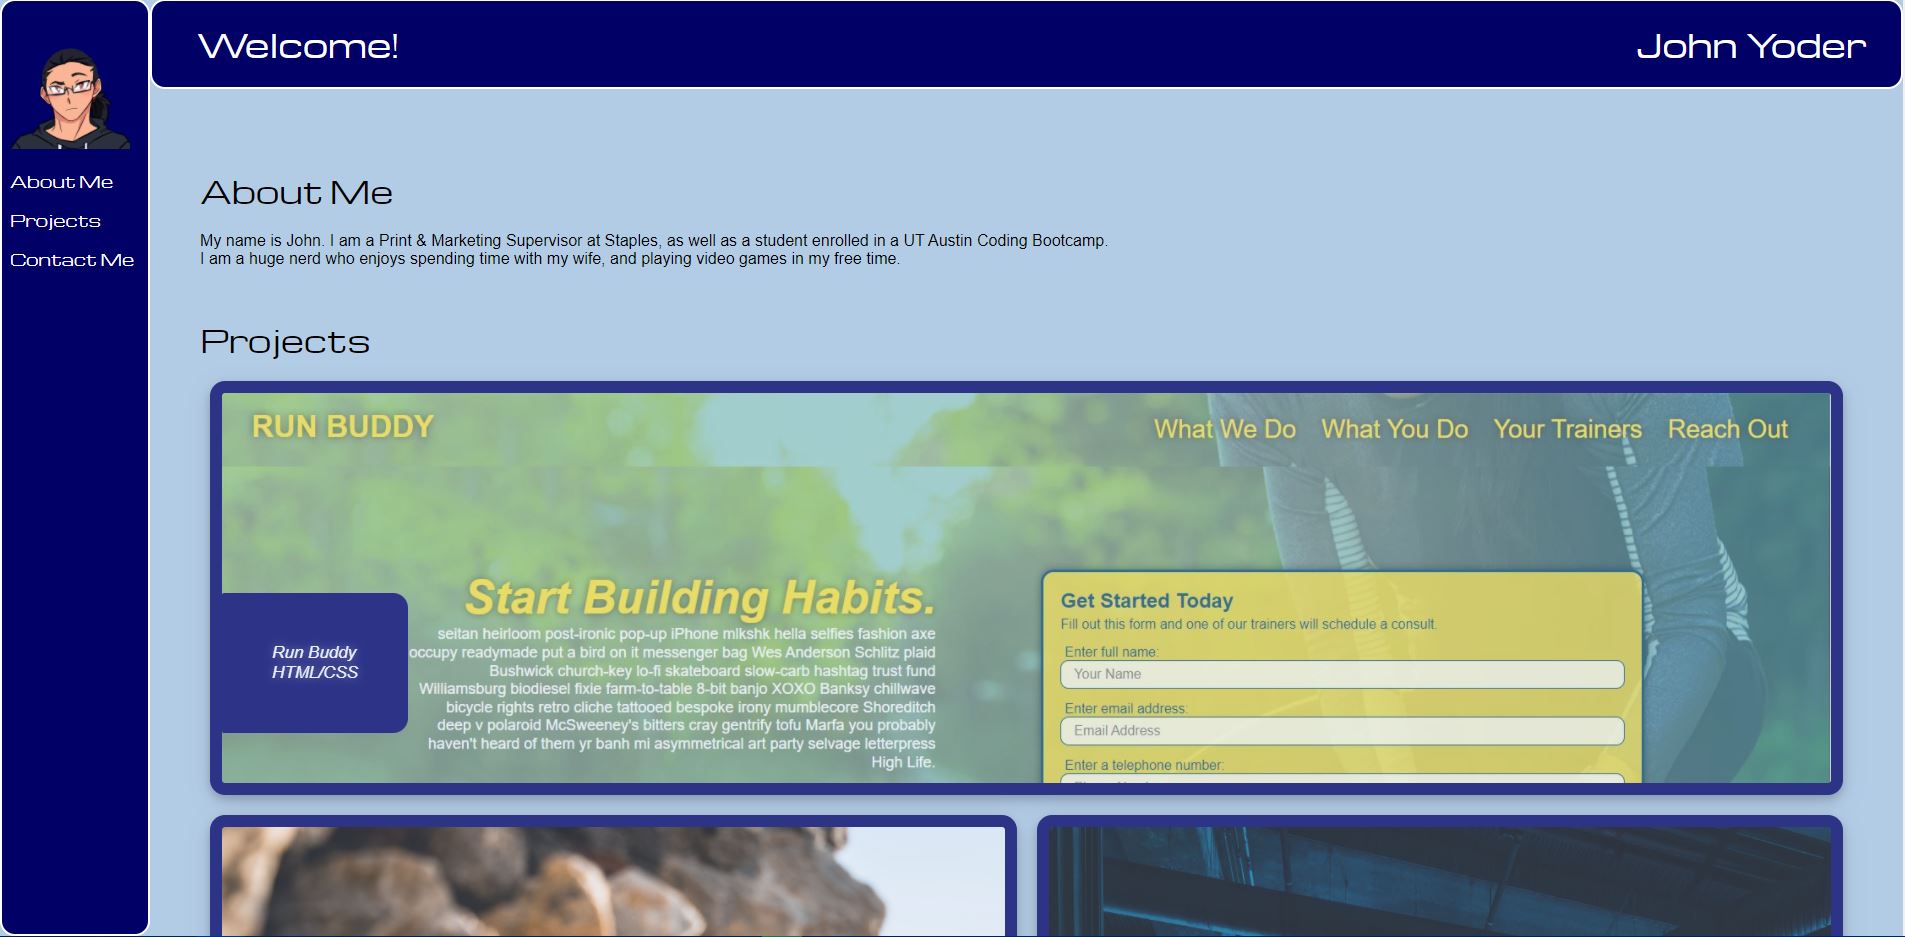 Welcome!
John Yoder
About Me
Projects
Contact Me
About Me
My name is John. I am a Print & Marketing Supervisor at Staples, as well as a student enrolled in a UT Austin Coding Bootcamp.
I am a huge nerd who enjoys spending time with my wife, and playing video games in my free time.
Projects
RUN BUDDY
What We Do
What You Do
Your Trainers
Reach Out
Run Buddy
HTML/CSS
Start Building Habits.
seitan heirloom post-ironic pop-up iPhone mlkshk hella selfies fashion axe
occupy readymade put a bird on it messenger bag Wes Anderson Schlitz plaid
Bushwick church-key lo-fi skateboard slow-carb hashtag trust fund
Williamsburg biodiesel fixie farm-to-table 8-bit banjo XOXO Banksy chillwave
bicycle rights retro cliche tattooed bespoke irony mumblecore Shoreditch
deep v polaroid McSweeney's bitters cray gentrify tofu Marfa you probably
haven't heard of them yr banh mi asymmetrical art party selvage letterpress
High Life.
Get Started Today
Fill out this form and one of our trainers will schedule a consult.
Enter full name:
Your Name
Enter email address:
Email Address
Enter a telephone number: